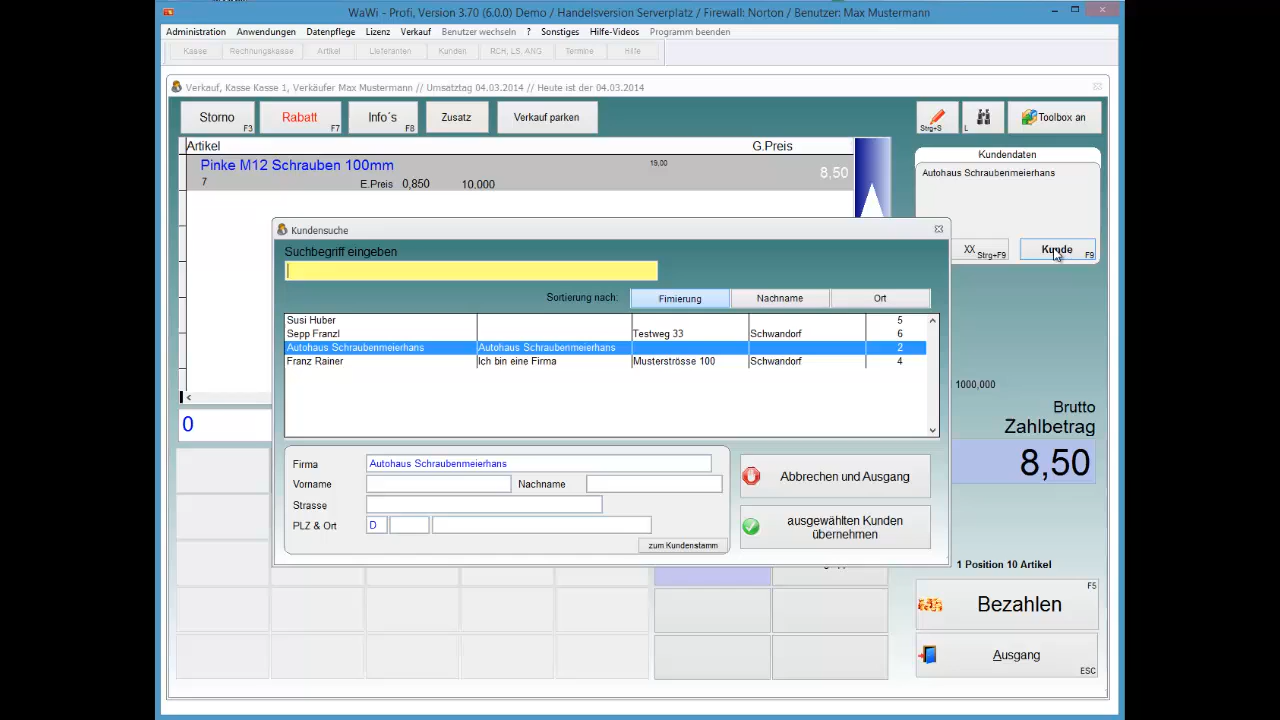 WaWi - Profi, Version 3.70 (6.0.0) Demo / Handelsversion Serverplatz / Firewall: Norton / Benutzer: Max Mustermann
Administration Anwendungen Datenpflege Lizenz Verkauf Benutzer wechseln ? Sonstiges Hilfe-Videos Programm beenden
Kasse Rechnungskasse Artikel Lieferanten Kunden RCH, LS, ANG Termine Hilfe
Verkauf, Kasse Kasse 1, Verkäufer Max Mustermann // Umsatztag 04.03.2014 // Heute ist der 04.03.2014
Storno F3 Rabatt F7 Info´s F8 Zusatz Verkauf parken Strg+S L Toolbox an
Artikel G.Preis
Kundendaten
Pinke M12 Schrauben 100mm 19,00 8,50
7 E.Preis 0,850 10,000
Autohaus Schraubenmeierhans
XX Strg+F9 Kunde F9
Kundensuche
Suchbegriff eingeben
Sortierung nach: Fimierung Nachname Ort
Susi Huber 5
Sepp Franzl Testweg 33 Schwandorf 6
Autohaus Schraubenmeierhans Autohaus Schraubenmeierhans 2
Franz Rainer Ich bin eine Firma Musterströsse 100 Schwandorf 4
1000,000
0
Brutto
Zahlbetrag
8,50
Firma Autohaus Schraubenmeierhans
Vorname Nachname
Strasse
PLZ & Ort D
zum Kundenstamm
Abbrechen und Ausgang
ausgewählten Kunden
übernehmen
1 Position 10 Artikel
Bezahlen F5
Ausgang ESC